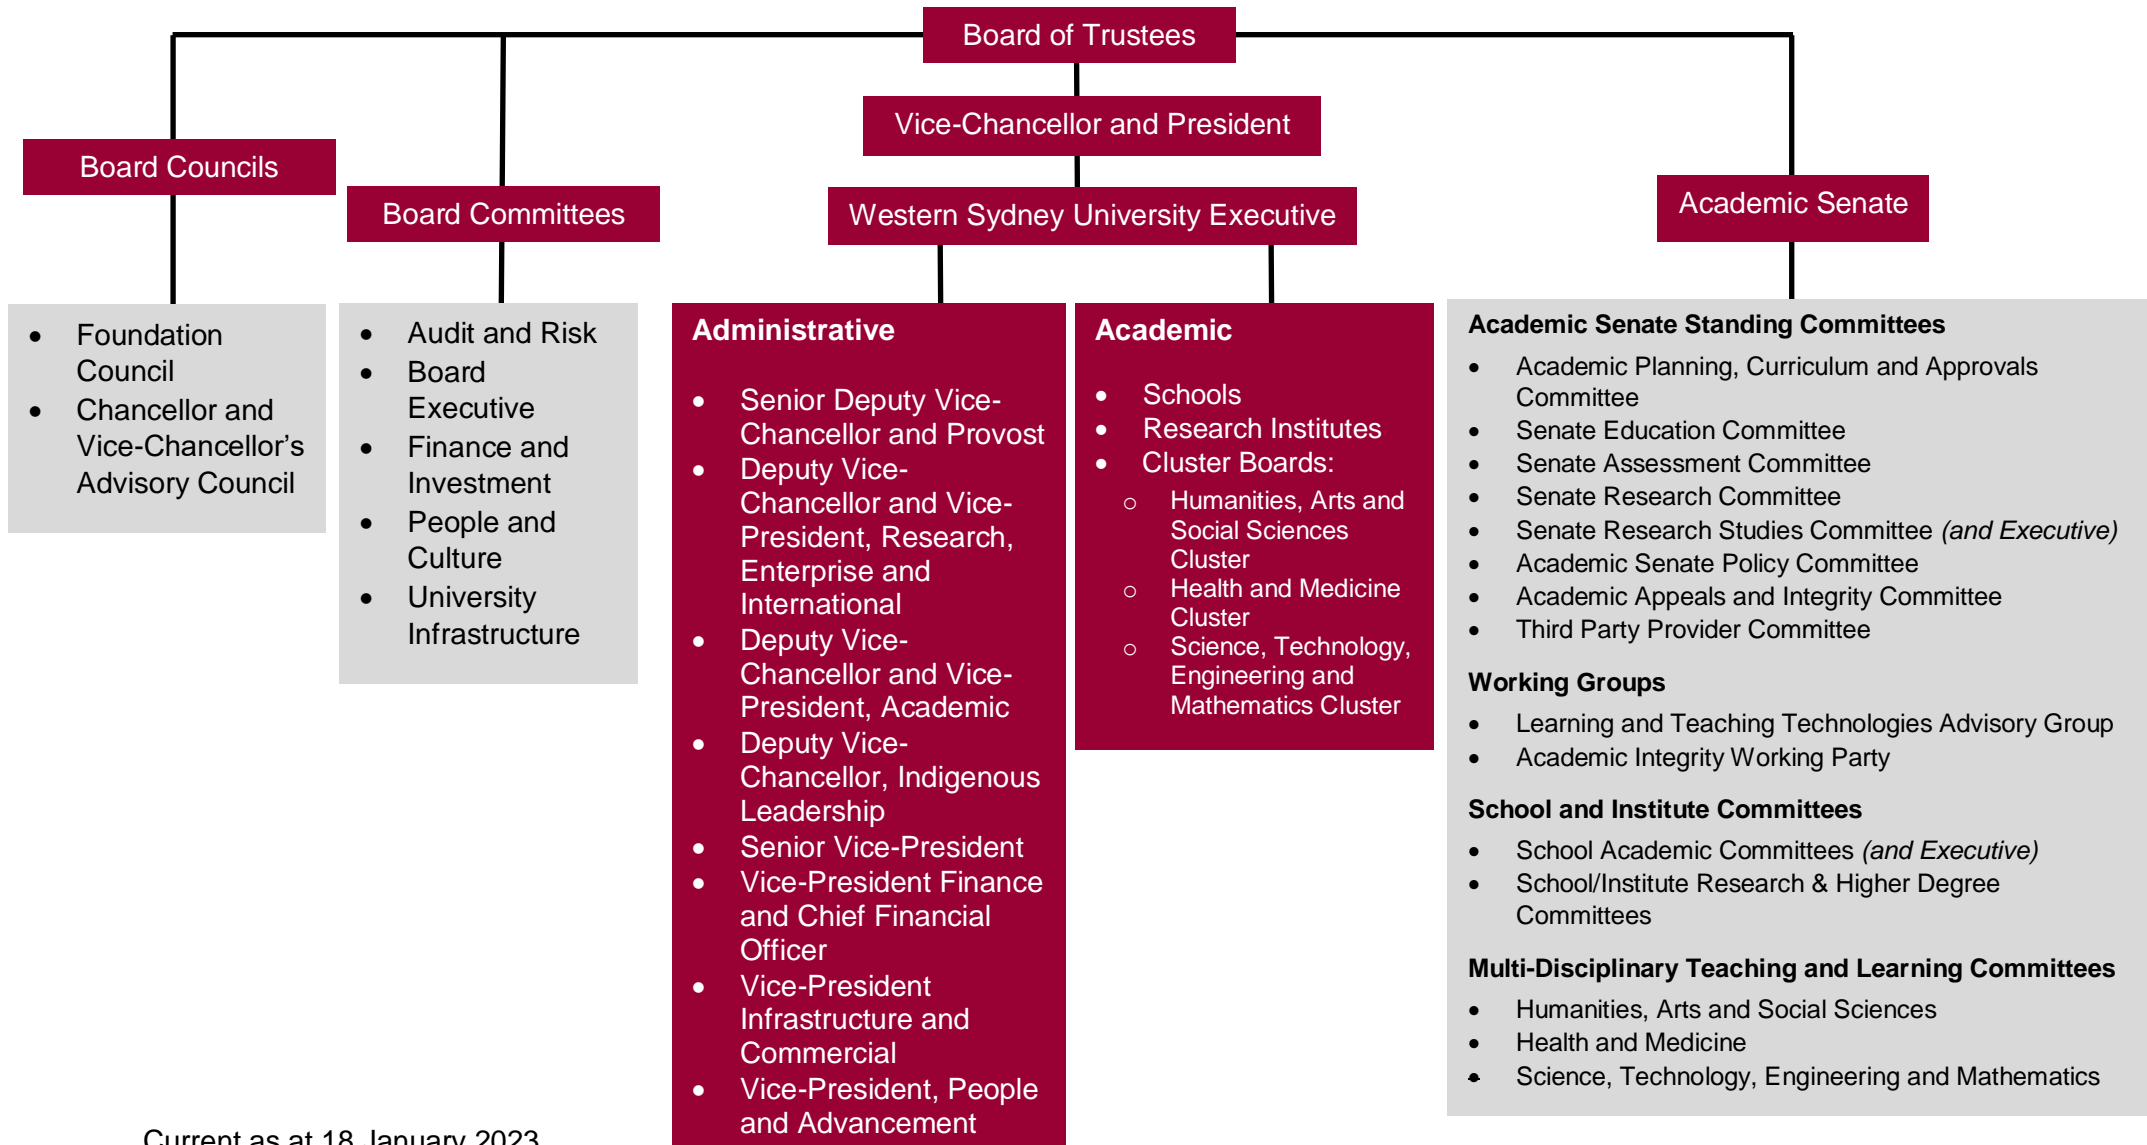 Board of Trustees
Vice-Chancellor and President
Board Councils
Board Committees
Western Sydney University Executive
Academic Senate
• Foundation
Council
• Chancellor and
Vice-Chancellor’s
Advisory Council
• Audit and Risk
• Board
Executive
• Finance and
Investment
• People and
Culture
• University
Infrastructure
Administrative
• Senior Deputy Vice-
Chancellor and Provost
• Deputy Vice-
Chancellor and Vice-
President, Research,
Enterprise and
International
• Deputy Vice-
Chancellor and Vice-
President, Academic
• Deputy Vice-
Chancellor, Indigenous
Leadership
• Senior Vice-President
• Vice-President Finance
and Chief Financial
Officer
• Vice-President
Infrastructure and
Commercial
• Vice-President, People
and Advancement
Academic
• Schools
• Research Institutes
• Cluster Boards:
o Humanities, Arts and
Social Sciences
Cluster
o Health and Medicine
Cluster
o Science, Technology,
Engineering and
Mathematics Cluster
Academic Senate Standing Committees
• Academic Planning, Curriculum and Approvals
Committee
• Senate Education Committee
• Senate Assessment Committee
• Senate Research Committee
• Senate Research Studies Committee (and Executive)
• Academic Senate Policy Committee
• Academic Appeals and Integrity Committee
• Third Party Provider Committee
Working Groups
• Learning and Teaching Technologies Advisory Group
• Academic Integrity Working Party
School and Institute Committees
• School Academic Committees (and Executive)
• School/Institute Research & Higher Degree
Committees
Multi-Disciplinary Teaching and Learning Committees
• Humanities, Arts and Social Sciences
• Health and Medicine
• Science, Technology, Engineering and Mathematics
Current as at 18 January 2023